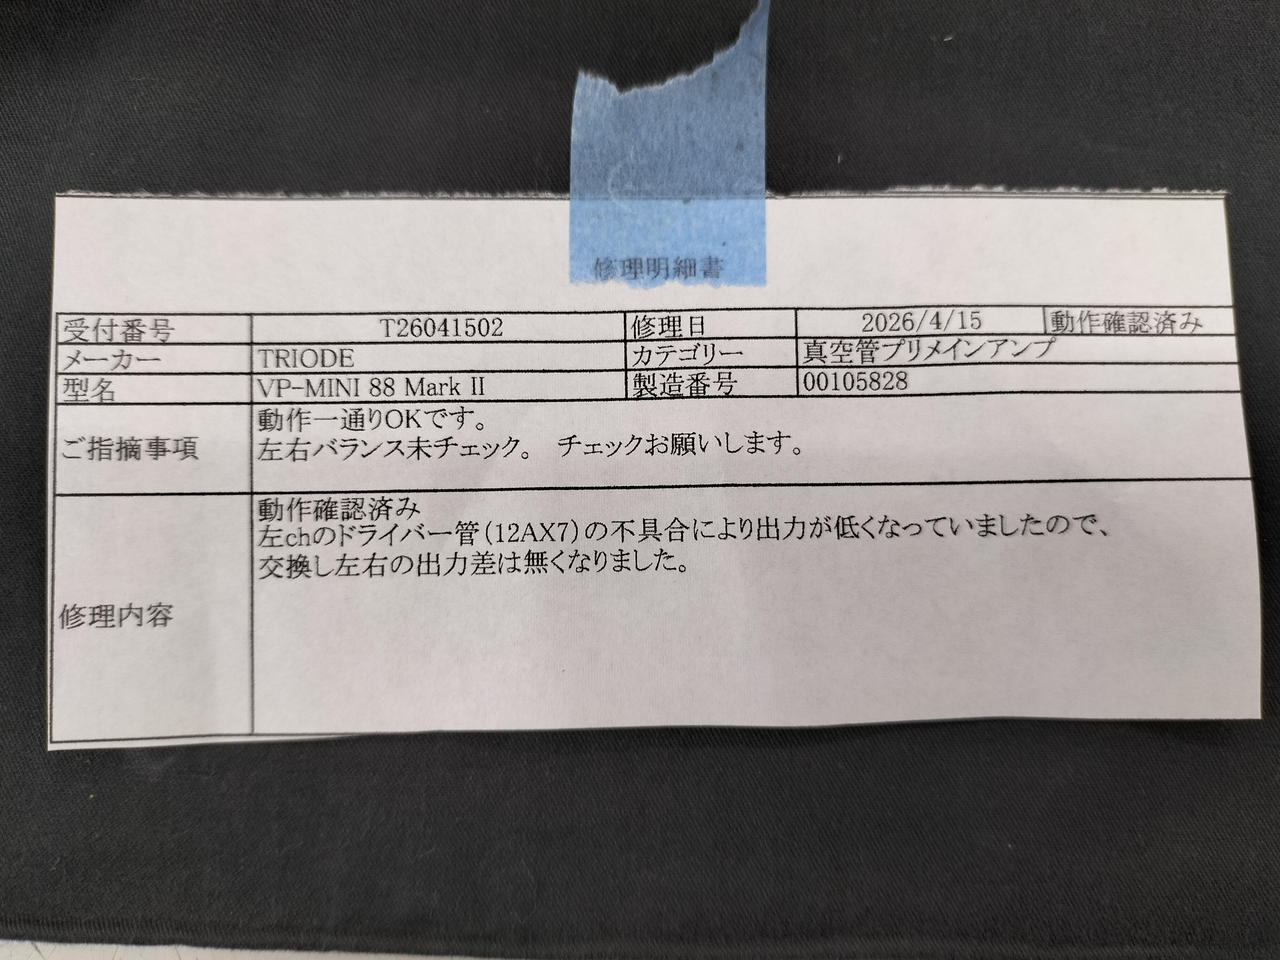 修理明細書
受付番号 T26041502 修理日 2026/4/15 動作確認済み
メーカー TRIODE カテゴリー 真空管プリメインアンプ
型名 VP-MINI 88 Mark II 製造番号 00105828
ご指摘事項 動作一通りOKです。
左右バランス未チェック。 チェックお願いします。
修理内容 動作確認済み
左chのドライバー管(12AX7)の不具合により出力が低くなっていましたので、
交換し左右の出力差は無くなりました。